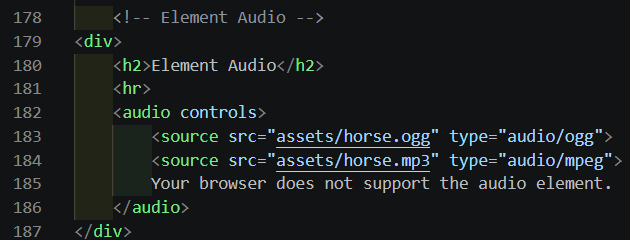 178 <!-- Element Audio -->
179 <div>
180 <h2>Element Audio</h2>
181 <hr>
182 <audio controls>
183 <source src="assets/horse.ogg" type="audio/ogg">
184 <source src="assets/horse.mp3" type="audio/mpeg">
185 Your browser does not support the audio element.
186 </audio>
187 </div>